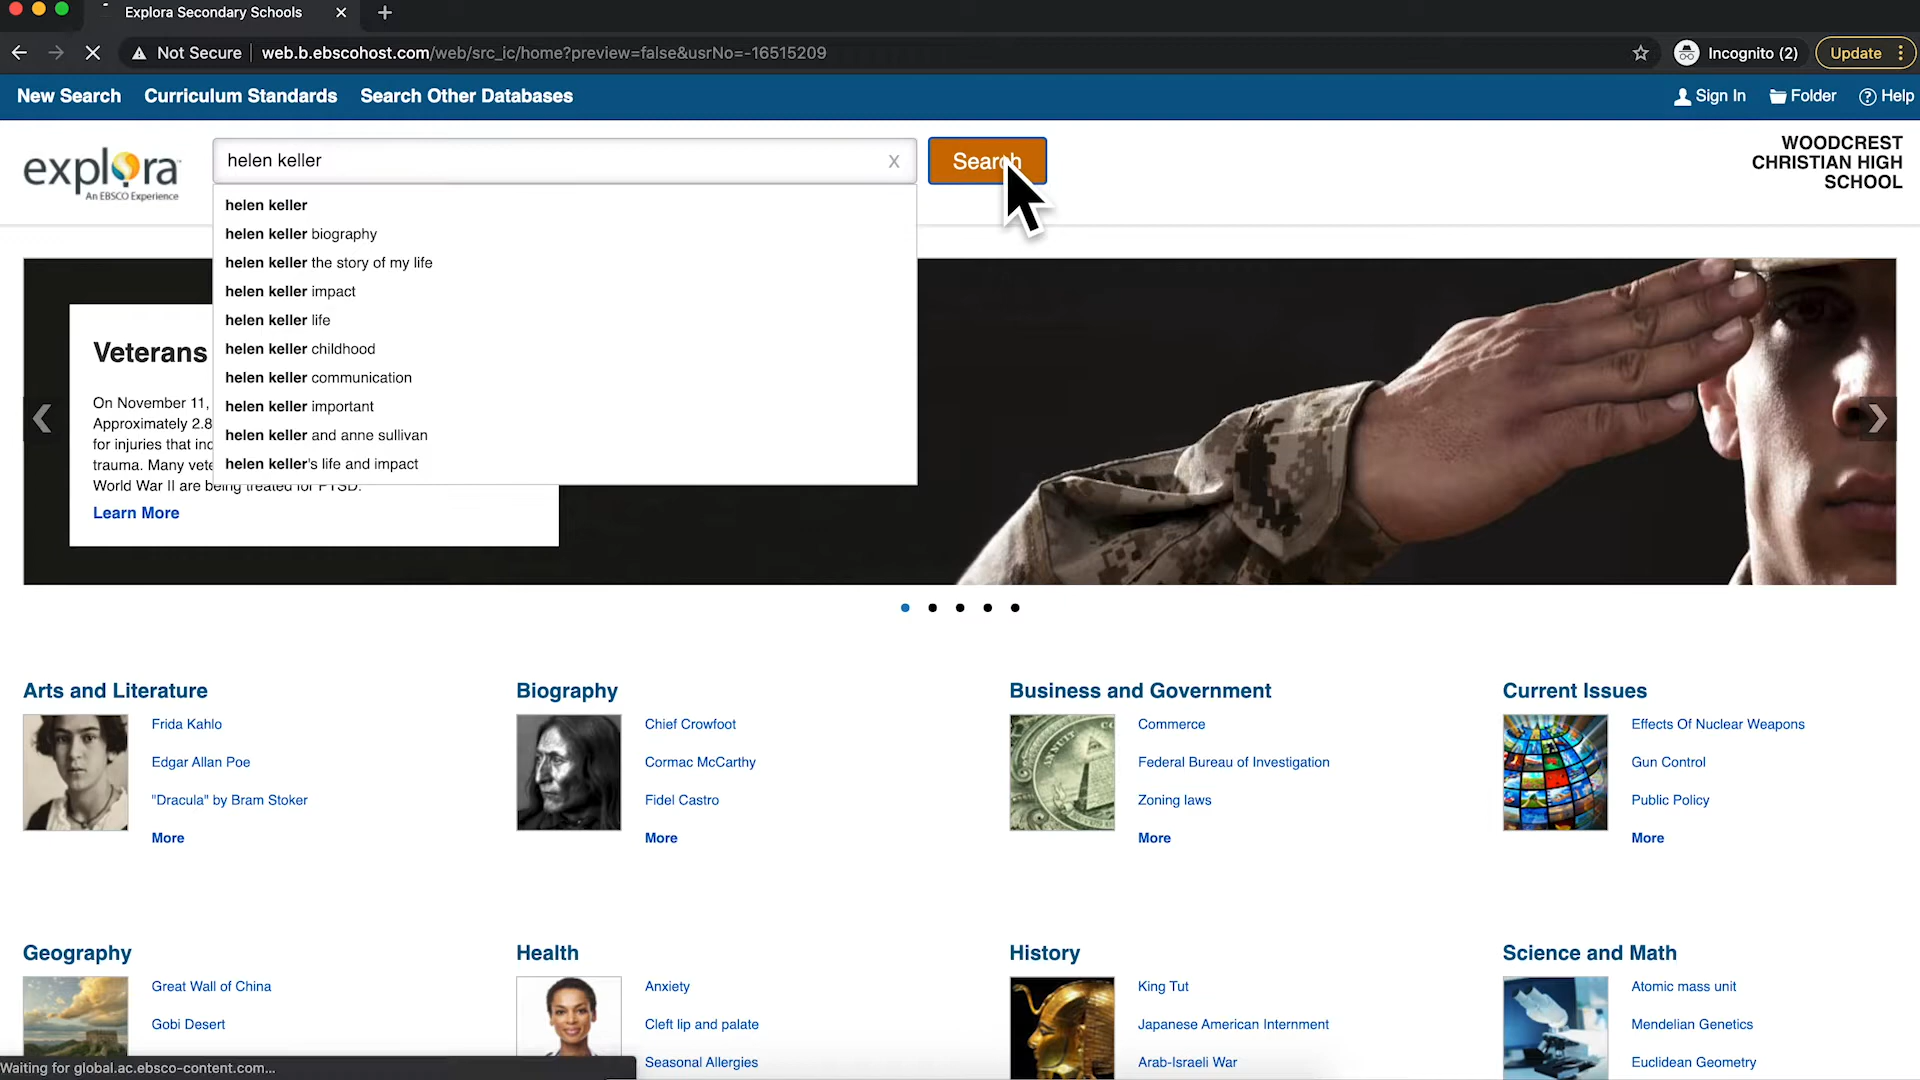 Explora Secondary Schools
Not Secure
web.b.ebscohost.com/web/src_ic/home?preview=false&usrNo=-16515209
Incognito (2)
Update
New Search
Curriculum Standards
Search Other Databases
Sign In
Folder
Help
explora
An EBSCO Experience
helen keller
X
Search
WOODCREST
CHRISTIAN HIGH
SCHOOL
helen keller
helen keller biography
helen keller the story of my life
helen keller impact
helen keller life
helen keller childhood
helen keller communication
helen keller important
helen keller and anne sullivan
helen keller's life and impact
Veterans
On November 11,
Approximately 2.8
for injuries that inc
trauma. Many vete
World War II are being treated for PTSD.
Learn More
Arts and Literature
Frida Kahlo
Edgar Allan Poe
"Dracula" by Bram Stoker
More
Biography
Chief Crowfoot
Cormac McCarthy
Fidel Castro
More
Business and Government
ANNUIT
Commerce
Federal Bureau of Investigation
Zoning laws
More
Current Issues
Effects Of Nuclear Weapons
Gun Control
Public Policy
More
Geography
Great Wall of China
Gobi Desert
Health
Anxiety
Cleft lip and palate
Seasonal Allergies
History
King Tut
Japanese American Internment
Arab-Israeli War
Science and Math
Atomic mass unit
Mendelian Genetics
Euclidean Geometry
Waiting for global.ac.ebsco-content.com...